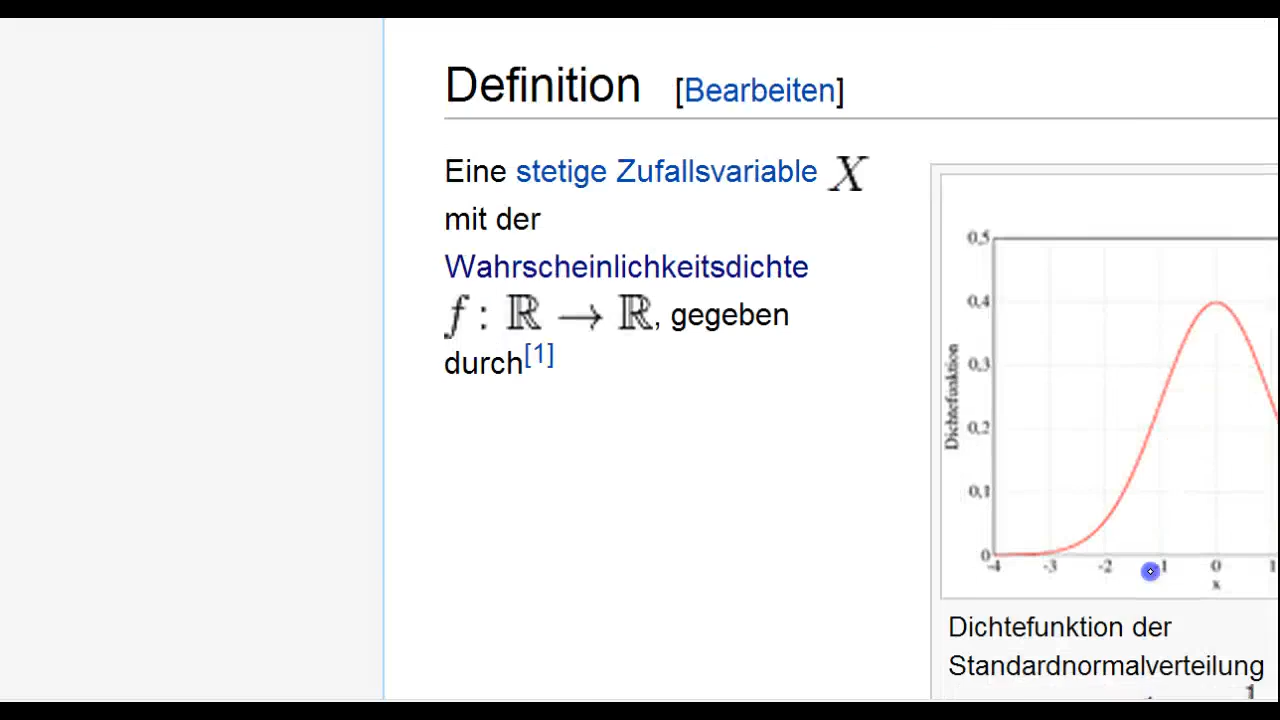 Definition [Bearbeiten]
Eine stetige Zufallsvariable X
mit der
Wahrscheinlichkeitsdichte
f : ℝ → ℝ, gegeben
durch[1]
0,5
0,4
0,3
0,2
0,1
0
Dichtefunktion
-4 -3 -2 -1 0 1
x
Dichtefunktion der
Standardnormalverteilung
1